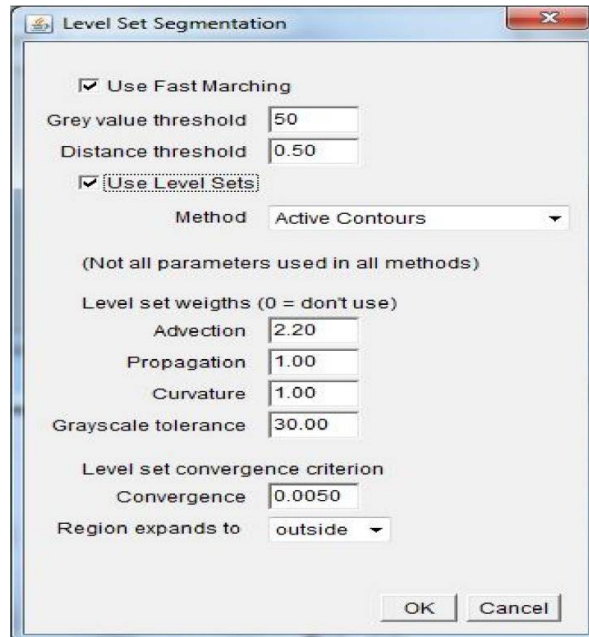 Level Set Segmentation
Use Fast Marching
Grey value threshold 50
Distance threshold 0.50
Use Level Sets
Method Active Contours
(Not all parameters used in all methods)
Level set weigths (0 = don't use)
Advection 2.20
Propagation 1.00
Curvature 1.00
Grayscale tolerance 30.00
Level set convergence criterion
Convergence 0.0050
Region expands to outside
OK Cancel